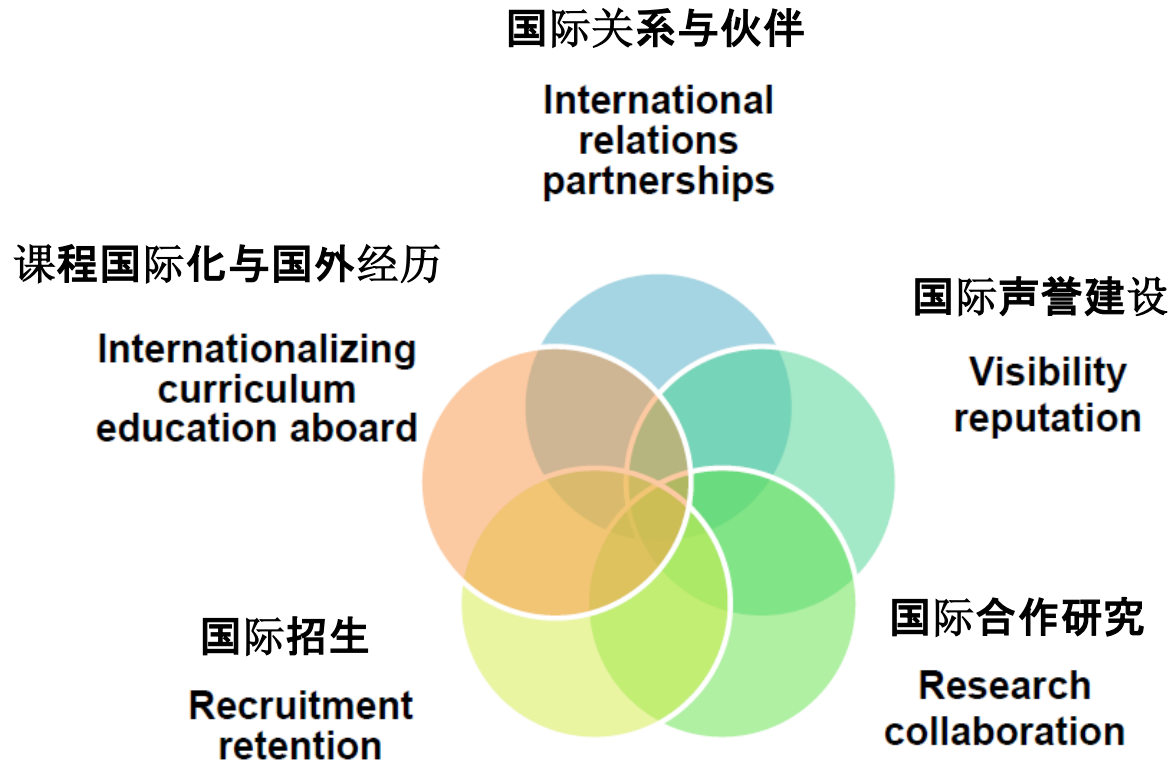 国际关系与伙伴
International
relations
partnerships
课程国际化与国外经历
Internationalizing
curriculum
education aboard
国际声誉建设
Visibility
reputation
国际招生
Recruitment
retention
国际合作研究
Research
collaboration